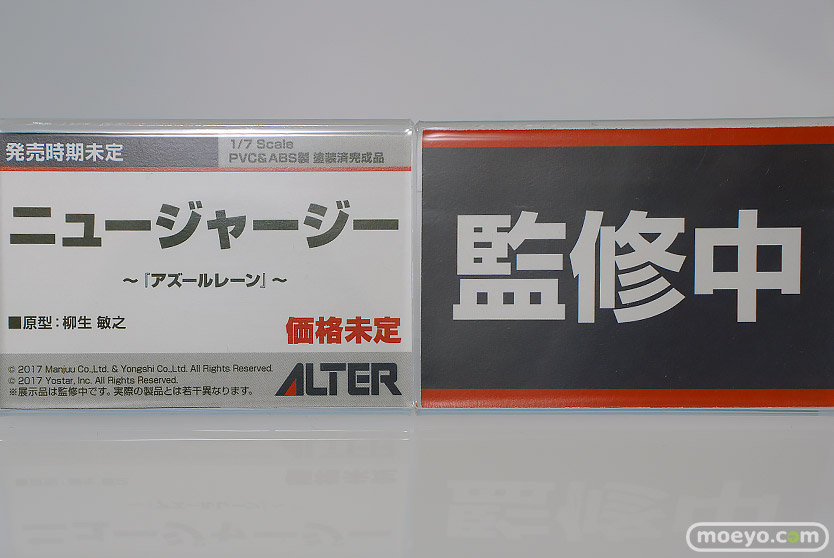 発売時期未定
1/7 Scale
PVC&ABS製 塗装済完成品
ニュージャージー
～『アズールレーン』～
■原型:柳生 敏之
価格未定
© 2017 Manjuu Co.,Ltd. & Yongshi Co.,Ltd. All Rights Reserved.
© 2017 Yostar, Inc. All Rights Reserved.
※展示品は監修中です。実際の製品とは若干異なります。
ALTER
監修中
moeyo.com